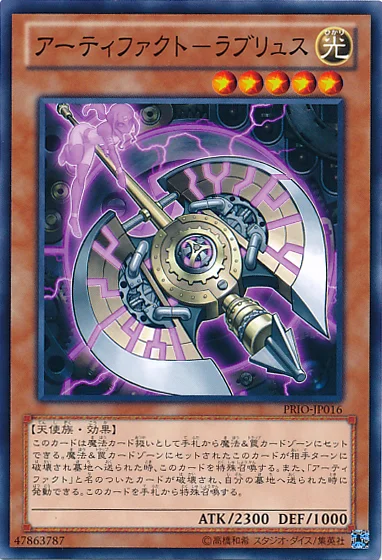 アーティファクト－ラブリュス
光
PRIO-JP016
【天使族・効果】
このカードは魔法カード扱いとして手札から魔法&罠カードゾーンにセット
できる。魔法&罠カードゾーンにセットされたこのカードが相手ターンに
破壊され墓地へ送られた時、このカードを特殊召喚する。また、「アーティ
ファクト」と名のついたカードが破壊され、自分の墓地へ送られた時に
発動できる。このカードを手札から特殊召喚する。
ATK/2300 DEF/1000
47863787
©高橋和希 スタジオ・ダイス/集英社